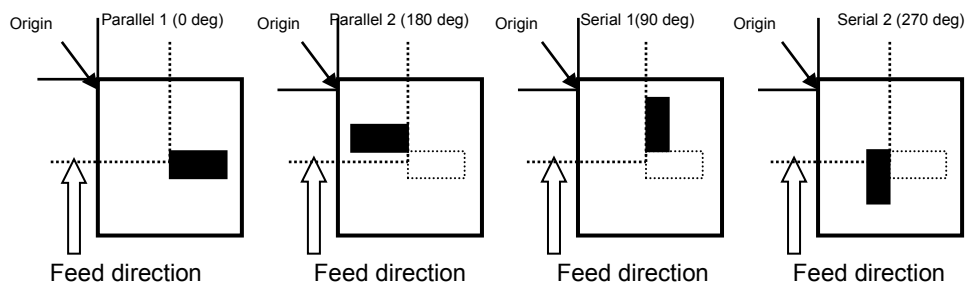 Parallel 1 (0 deg)
Origin
Feed direction
Parallel 2 (180 deg)
Origin
Feed direction
Serial 1(90 deg)
Origin
Feed direction
Serial 2 (270 deg)
Origin
Feed direction